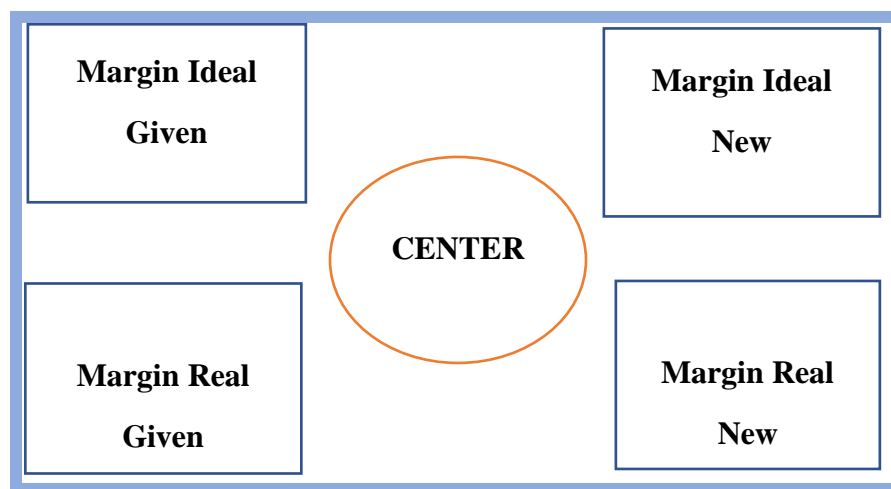 Margin Ideal
Given
Margin Ideal
New
CENTER
Margin Real
Given
Margin Real
New